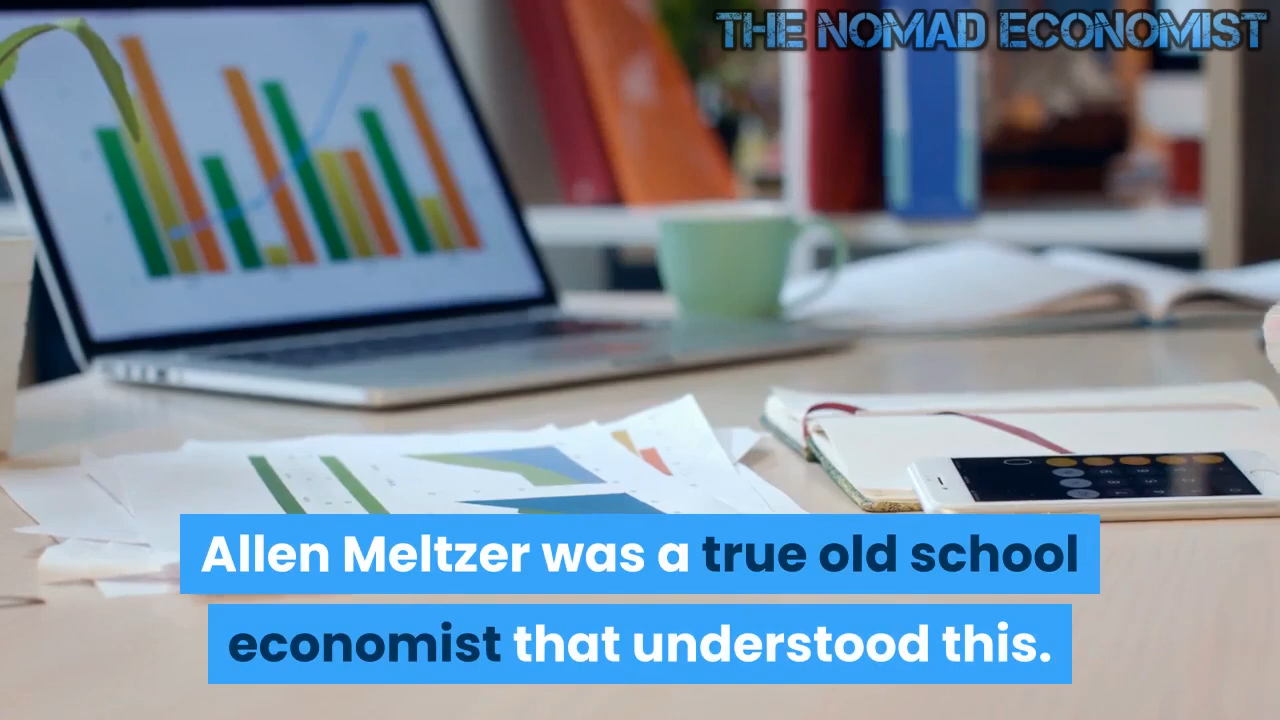 THE NOMAD ECONOMIST
Allen Meltzer was a true old school
economist that understood this.